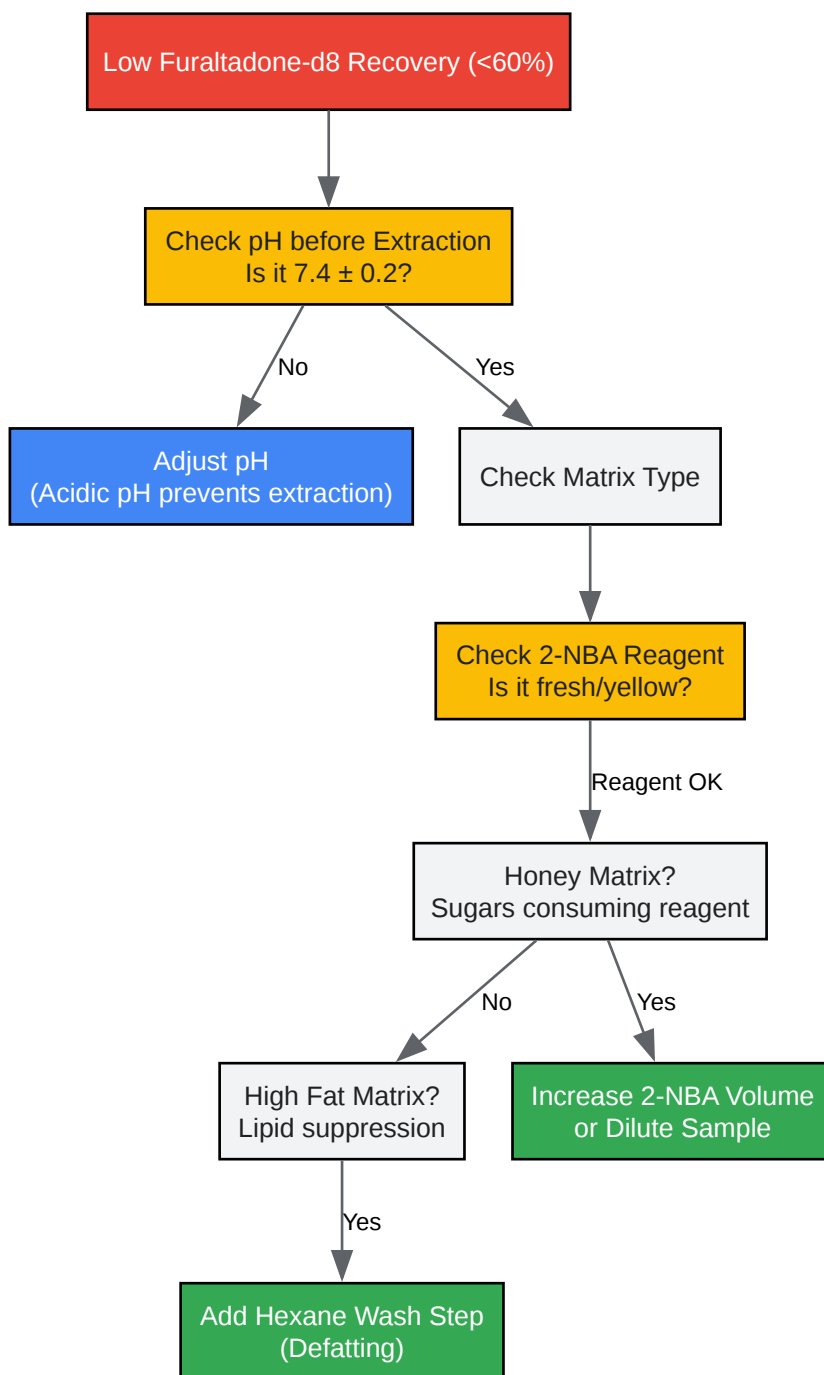 Low Furaltadone-d8 Recovery (<60%)
Check pH before Extraction
Is it 7.4 ± 0.2?
No
Yes
Adjust pH
(Acidic pH prevents extraction)
Check Matrix Type
Check 2-NBA Reagent
Is it fresh/yellow?
Reagent OK
Honey Matrix?
Sugars consuming reagent
No
Yes
High Fat Matrix?
Lipid suppression
Increase 2-NBA Volume
or Dilute Sample
Yes
Add Hexane Wash Step
(Defatting)